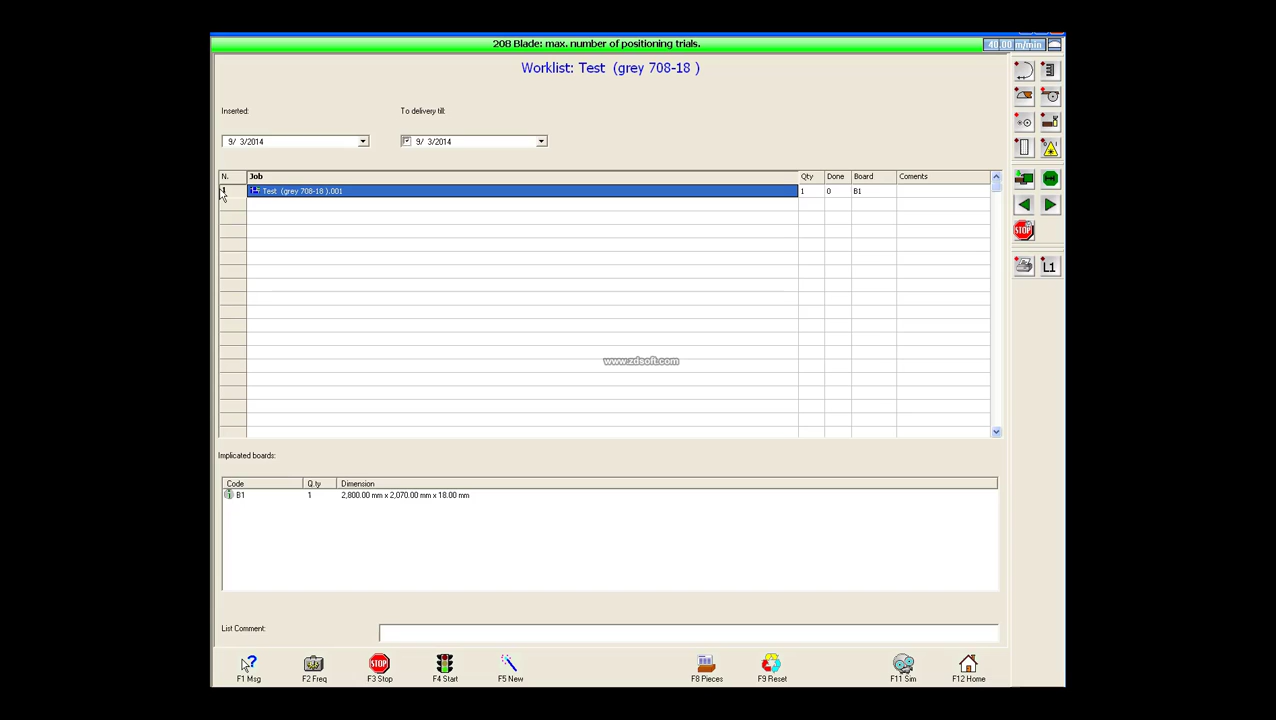 208 Blade: max. number of positioning trials.
40.00 m/min
Worklist: Test (grey 708-18 )
Inserted:
To delivery till:
9/ 3/2014
9/ 3/2014
N. Job Qty Done Board Coments
1 Test (grey 708-18 ).001 1 0 B1
STOP
L1
www.zdsoft.com
Implicated boards:
Code Q.ty Dimension
B1 1 2,800.00 mm x 2,070.00 mm x 18.00 mm
List Comment:
STOP
F1 Msg F2 Freq F3 Stop F4 Start F5 New F8 Pieces F9 Reset F11 Sim F12 Home